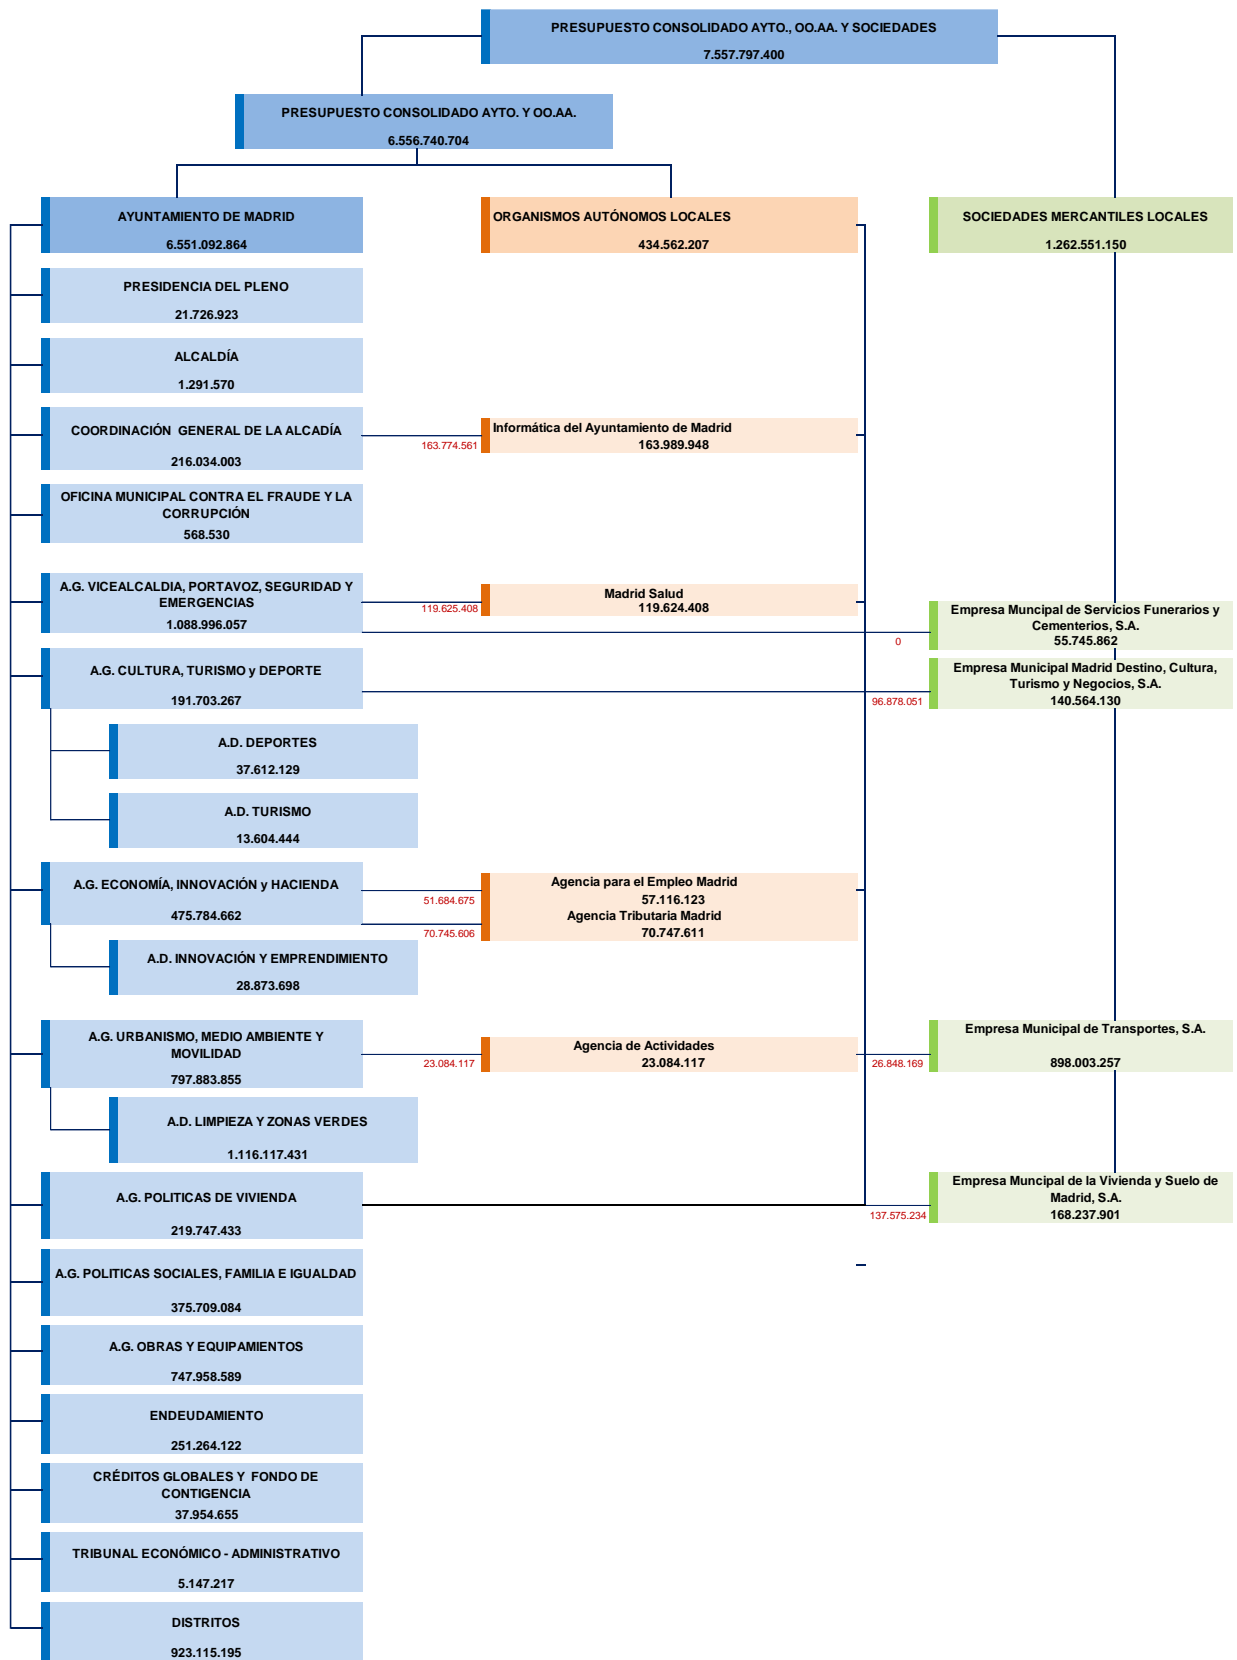 PRESUPUESTO CONSOLIDADO AYTO., OO.AA. Y SOCIEDADES
7.557.797.400
PRESUPUESTO CONSOLIDADO AYTO. Y OO.AA.
6.556.740.704
AYUNTAMIENTO DE MADRID
6.551.092.864
ORGANISMOS AUTÓNOMOS LOCALES
434.562.207
SOCIEDADES MERCANTILES LOCALES
1.262.551.150
PRESIDENCIA DEL PLENO
21.726.923
ALCALDÍA
1.291.570
COORDINACIÓN GENERAL DE LA ALCADÍA
216.034.003
163.774.561
Informática del Ayuntamiento de Madrid
163.989.948
OFICINA MUNICIPAL CONTRA EL FRAUDE Y LA
CORRUPCIÓN
568.530
A.G. VICEALCALDIA, PORTAVOZ, SEGURIDAD Y
EMERGENCIAS
1.088.996.057
119.625.408
Madrid Salud
119.624.408
0
Empresa Muncipal de Servicios Funerarios y
Cementerios, S.A.
55.745.862
A.G. CULTURA, TURISMO y DEPORTE
191.703.267
96.878.051
Empresa Municipal Madrid Destino, Cultura,
Turismo y Negocios, S.A.
140.564.130
A.D. DEPORTES
37.612.129
A.D. TURISMO
13.604.444
A.G. ECONOMÍA, INNOVACIÓN y HACIENDA
475.784.662
51.684.675
70.745.606
Agencia para el Empleo Madrid
57.116.123
Agencia Tributaria Madrid
70.747.611
A.D. INNOVACIÓN Y EMPRENDIMIENTO
28.873.698
A.G. URBANISMO, MEDIO AMBIENTE Y
MOVILIDAD
797.883.855
23.084.117
Agencia de Actividades
23.084.117
26.848.169
Empresa Municipal de Transportes, S.A.
898.003.257
A.D. LIMPIEZA Y ZONAS VERDES
1.116.117.431
A.G. POLITICAS DE VIVIENDA
219.747.433
137.575.234
Empresa Muncipal de la Vivienda y Suelo de
Madrid, S.A.
168.237.901
A.G. POLITICAS SOCIALES, FAMILIA E IGUALDAD
375.709.084
A.G. OBRAS Y EQUIPAMIENTOS
747.958.589
ENDEUDAMIENTO
251.264.122
CRÉDITOS GLOBALES Y FONDO DE
CONTIGENCIA
37.954.655
TRIBUNAL ECONÓMICO - ADMINISTRATIVO
5.147.217
DISTRITOS
923.115.195